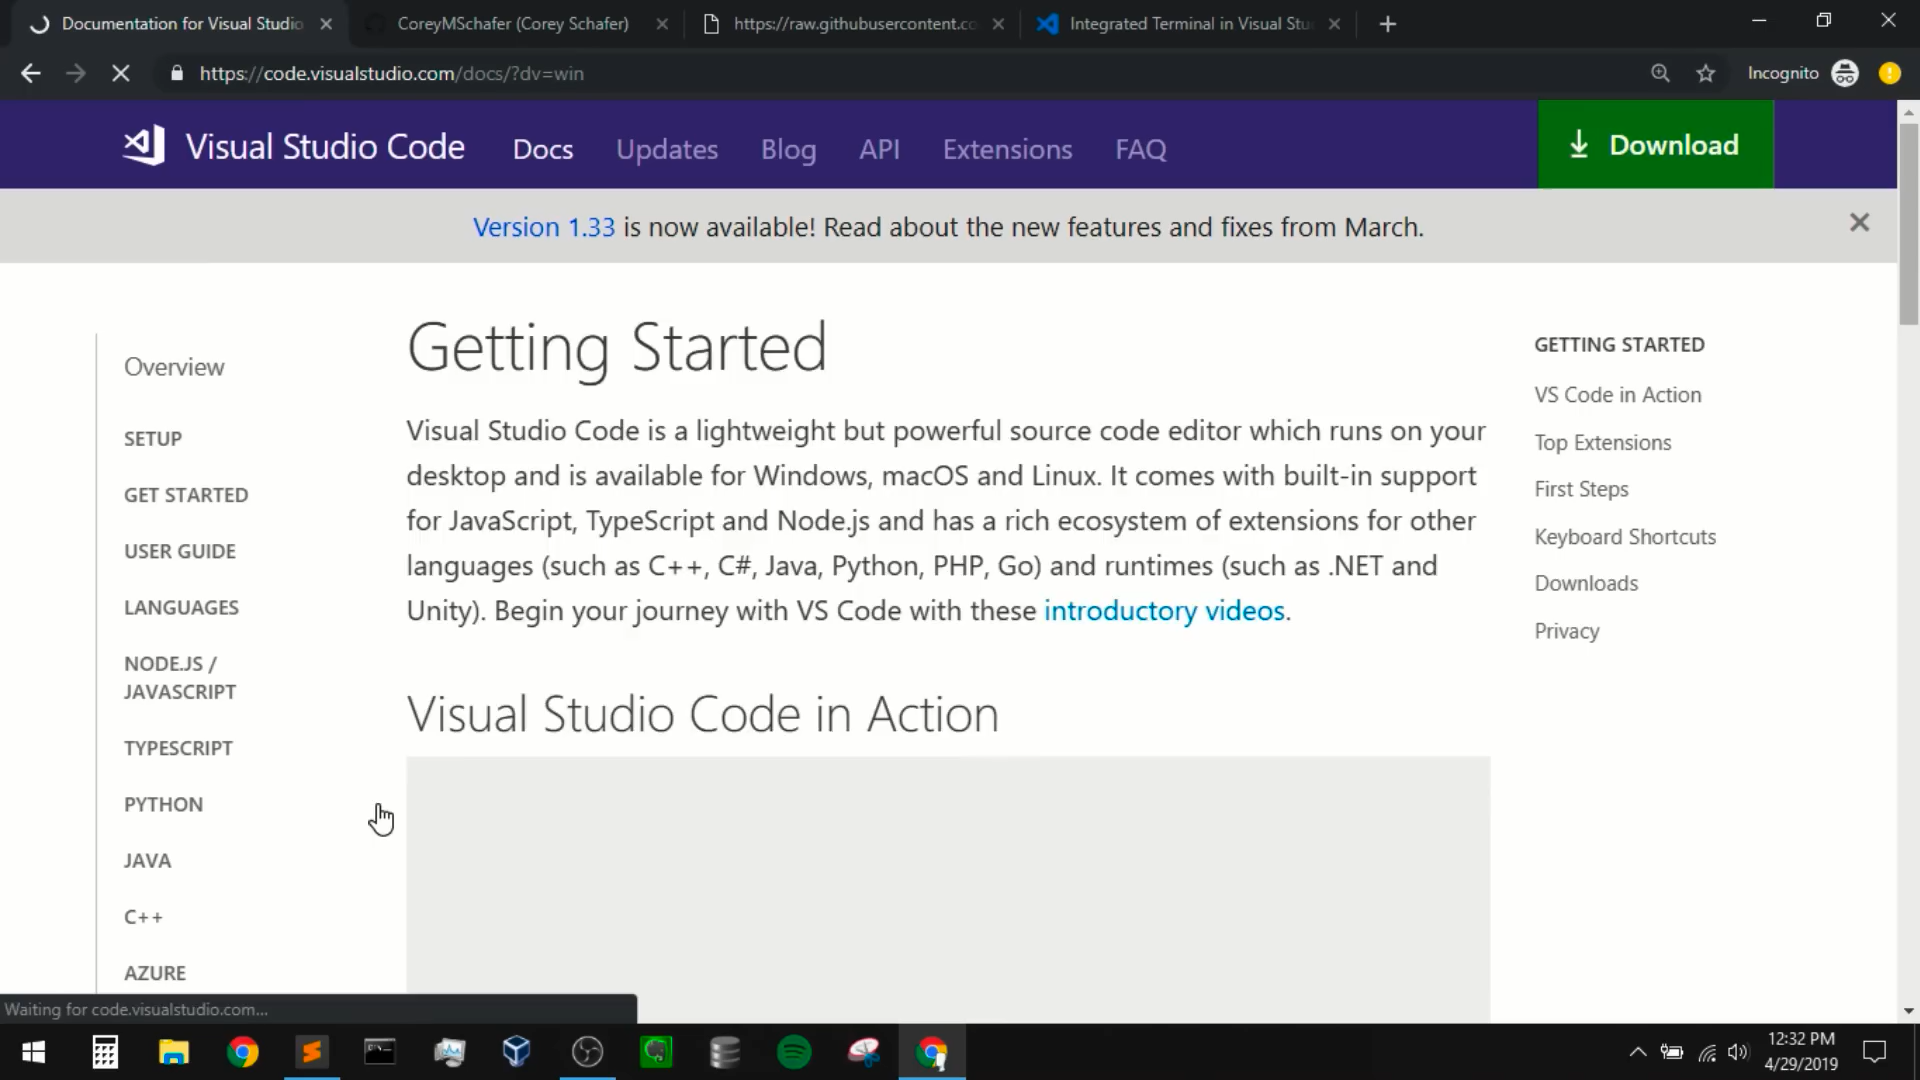 Documentation for Visual Studio
CoreyMSchafer (Corey Schafer)
https://raw.githubusercontent.co
Integrated Terminal in Visual Stu
https://code.visualstudio.com/docs/?dv=win
Incognito
Visual Studio Code
Docs
Updates
Blog
API
Extensions
FAQ
Download
Version 1.33 is now available! Read about the new features and fixes from March.
Overview
SETUP
GET STARTED
USER GUIDE
LANGUAGES
NODE.JS /
JAVASCRIPT
TYPESCRIPT
PYTHON
JAVA
C++
AZURE
Getting Started
Visual Studio Code is a lightweight but powerful source code editor which runs on your
desktop and is available for Windows, macOS and Linux. It comes with built-in support
for JavaScript, TypeScript and Node.js and has a rich ecosystem of extensions for other
languages (such as C++, C#, Java, Python, PHP, Go) and runtimes (such as .NET and
Unity). Begin your journey with VS Code with these introductory videos.
Visual Studio Code in Action
GETTING STARTED
VS Code in Action
Top Extensions
First Steps
Keyboard Shortcuts
Downloads
Privacy
Waiting for code.visualstudio.com...
12:32 PM
4/29/2019